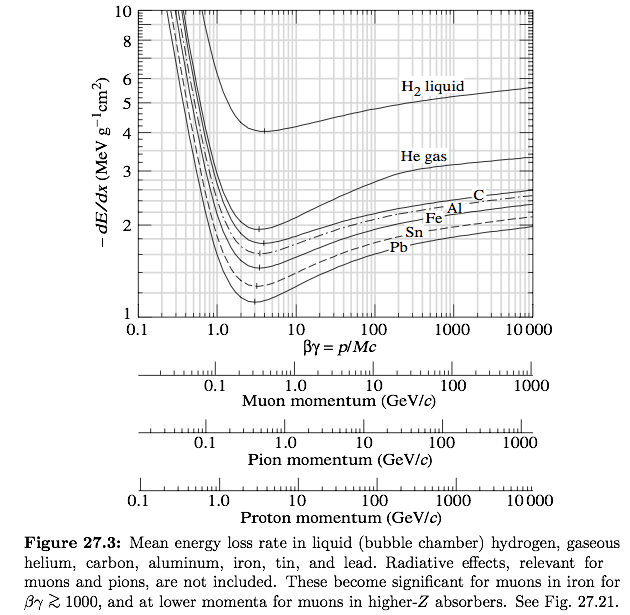 10
8
6
5
4
3
2
1
− dE/dx (MeV g⁻¹cm²)
H₂ liquid
He gas
C
Al
Fe
Sn
Pb
0.1 1.0 10 100 1000 10000
βγ = p/Mc
0.1 1.0 10 100 1000
Muon momentum (GeV/c)
0.1 1.0 10 100 1000
Pion momentum (GeV/c)
0.1 1.0 10 100 1000 10000
Proton momentum (GeV/c)
Figure 27.3: Mean energy loss rate in liquid (bubble chamber) hydrogen, gaseous
helium, carbon, aluminum, iron, tin, and lead. Radiative effects, relevant for
muons and pions, are not included. These become significant for muons in iron for
βγ ≳ 1000, and at lower momenta for muons in higher-Z absorbers. See Fig. 27.21.